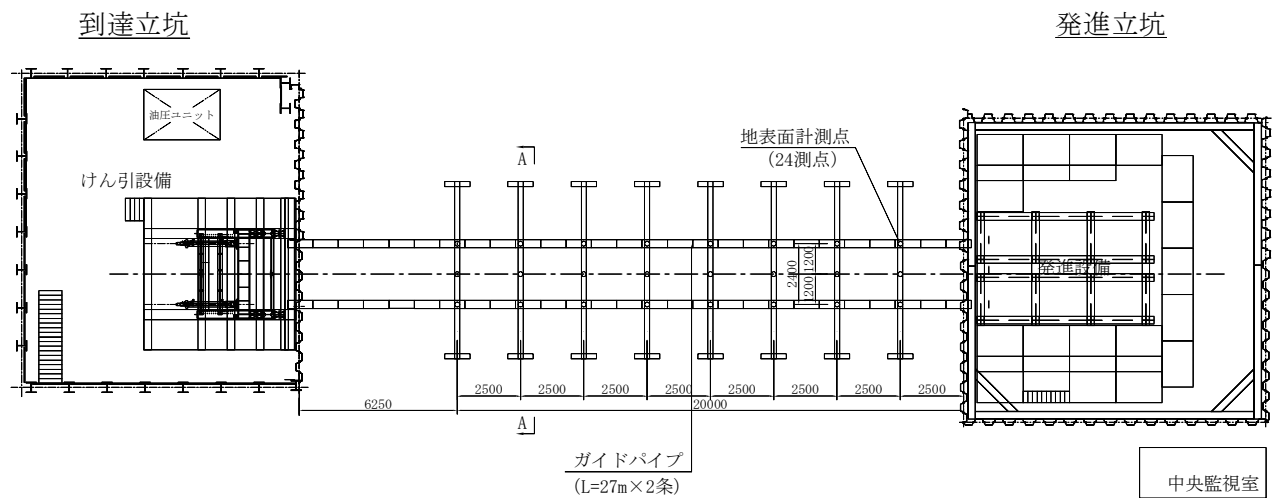 到達立坑
発進立坑
油圧ユニット
地表面計測点
(24測点)
A
けん引設備
1200
2400
1200
発進設備
2500
2500
2500
2500
2500
2500
2500
2500
6250
20000
A
ガイドパイプ
(L=27m×2条)
中央監視室